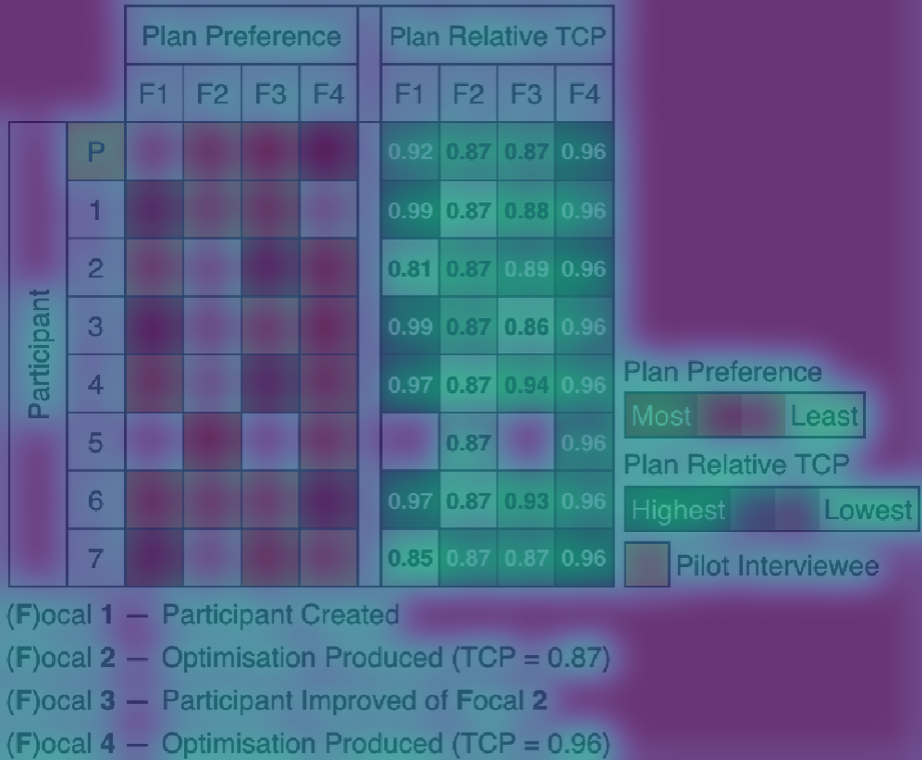 Plan Preference Plan Relative TCP
F1 F2 F3 F4 F1 F2 F3 F4
Participant
P 0.92 0.87 0.87 0.96
1 0.99 0.87 0.88 0.96
2 0.81 0.87 0.89 0.96
3 0.99 0.87 0.86 0.96
4 0.97 0.87 0.94 0.96
5 0.87 0.96
6 0.97 0.87 0.93 0.96
7 0.85 0.87 0.87 0.96
Plan Preference
Most Least
Plan Relative TCP
Highest Lowest
Pilot Interviewee
(F)ocal 1 — Participant Created
(F)ocal 2 — Optimisation Produced (TCP = 0.87)
(F)ocal 3 — Participant Improved of Focal 2
(F)ocal 4 — Optimisation Produced (TCP = 0.96)